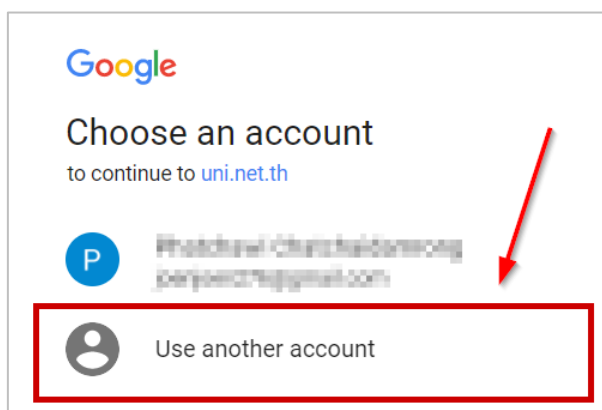 Google
Choose an account
to continue to uni.net.th
P
Use another account